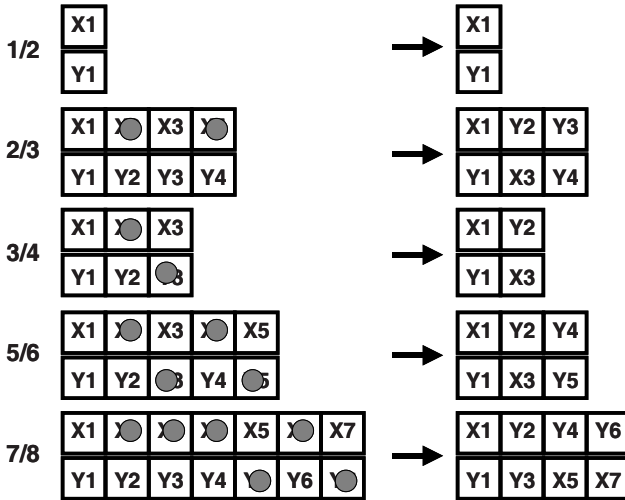 1/2
X1 X1
Y1 Y1
2/3
X1 X3 X1 Y2 Y3
Y1 Y2 Y3 Y4 Y1 X3 Y4
3/4
X1 X3 X1 Y2
Y1 Y2 Y1 X3
5/6
X1 X3 X5 X1 Y2 Y4
Y1 Y2 Y4 Y1 X3 Y5
7/8
X1 X5 X7 X1 Y2 Y4 Y6
Y1 Y2 Y3 Y4 Y6 Y1 Y3 X5 X7